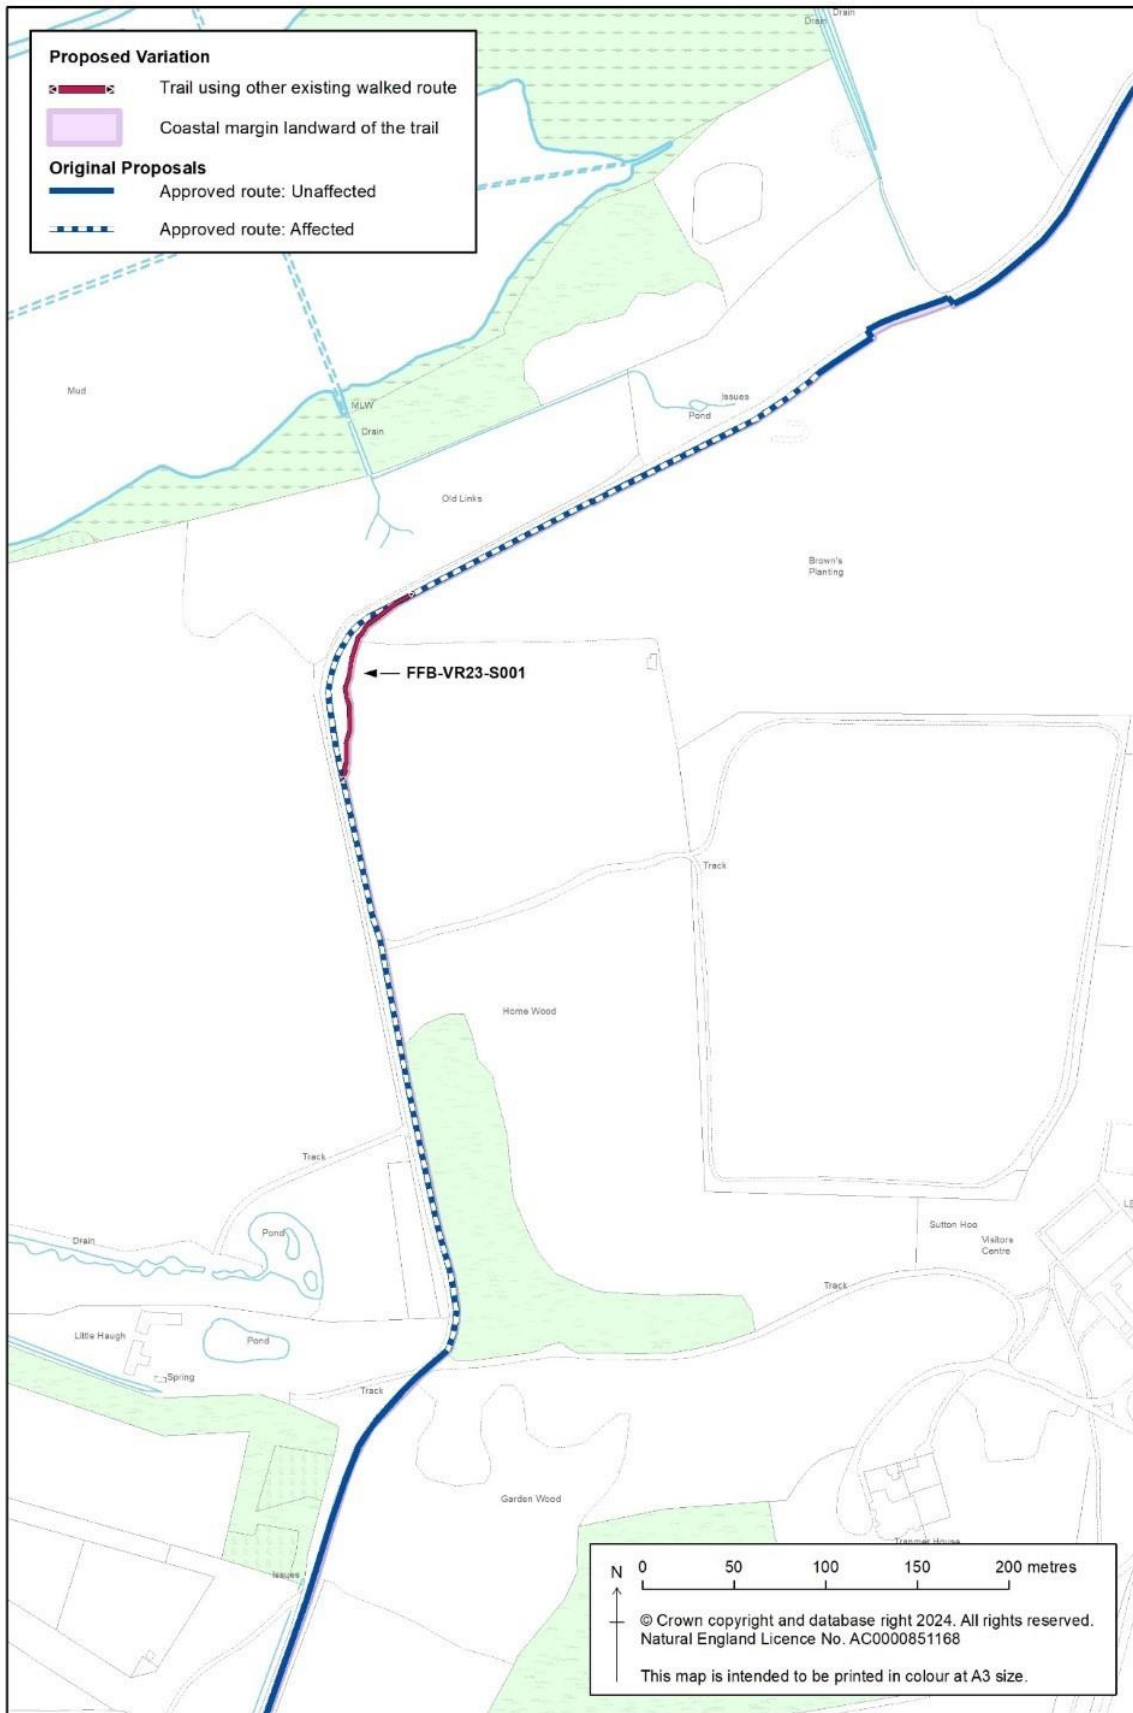 Drain
Drain
Proposed Variation
Trail using other existing walked route
Coastal margin landward of the trail
Original Proposals
Approved route: Unaffected
Approved route: Affected
Mud
MLW
Drain
Issues
Pond
Old Links
Brown's
Planting
FFB-VR23-S001
Track
Home Wood
Track
Pond
Drain
Sutton Hoo
Visitors
Centre
Track
Little Haugh
Pond
Spring
Track
Garden Wood
Tranmer House
Issues
N 0 50 100 150 200 metres
© Crown copyright and database right 2024. All rights reserved.
Natural England Licence No. AC0000851168
This map is intended to be printed in colour at A3 size.